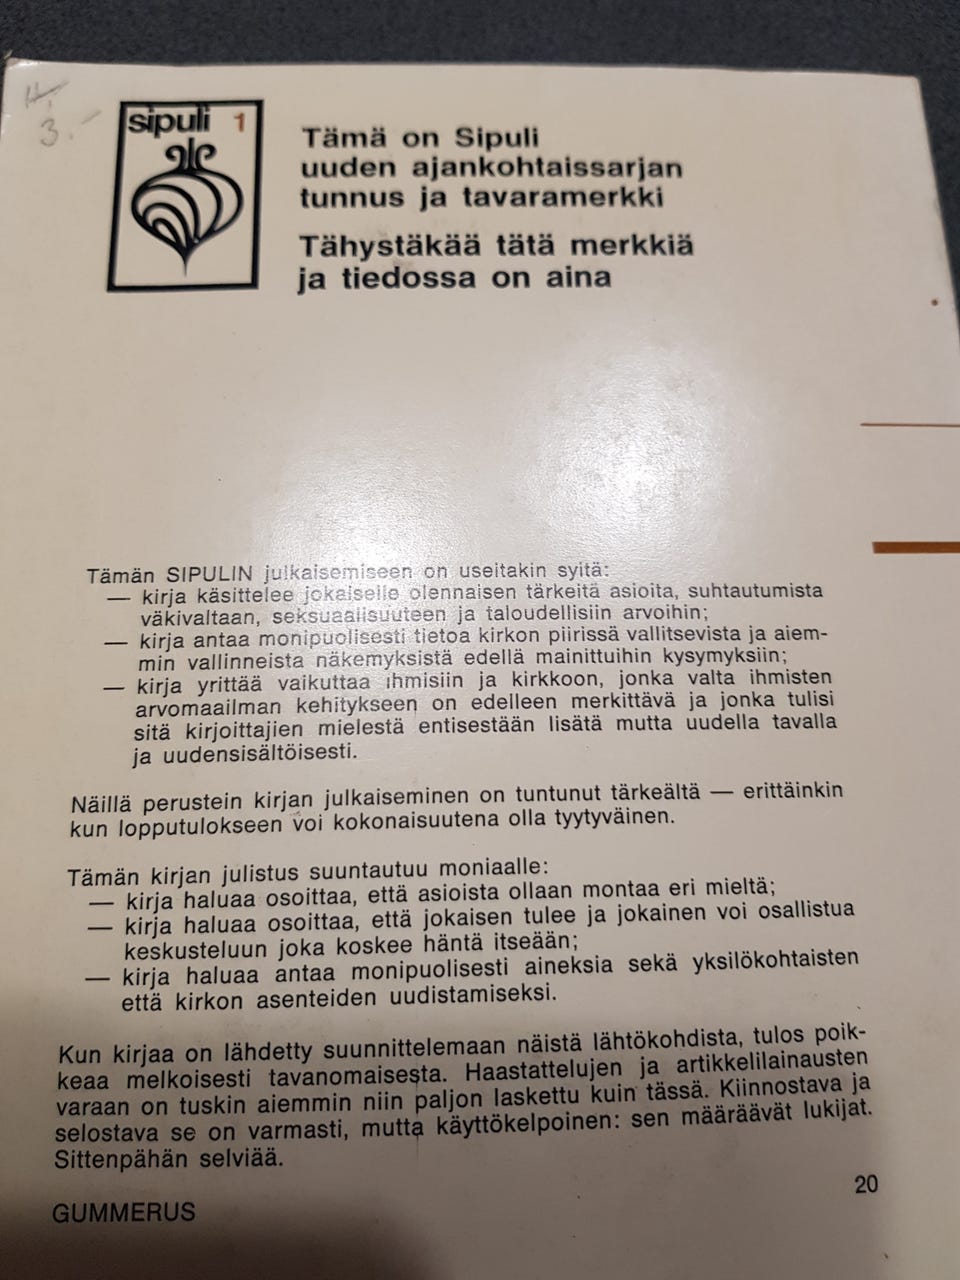 3.-
sipuli 1
Tämä on Sipuli
uuden ajankohtaissarjan
tunnus ja tavaramerkki
Tähystäkää tätä merkkiä
ja tiedossa on aina
Tämän SIPULIN julkaisemiseen on useitakin syitä:
— kirja käsittelee jokaiselle olennaisen tärkeitä asioita, suhtautumista
väkivaltaan, seksuaalisuuteen ja taloudellisiin arvoihin;
— kirja antaa monipuolisesti tietoa kirkon piirissä vallitsevista ja aiem-
min vallinneista näkemyksistä edellä mainittuihin kysymyksiin;
— kirja yrittää vaikuttaa ihmisiin ja kirkkoon, jonka valta ihmisten
arvomaailman kehitykseen on edelleen merkittävä ja jonka tulisi
sitä kirjoittajien mielestä entisestään lisätä mutta uudella tavalla
ja uudensisältöisesti.
Näillä perustein kirjan julkaiseminen on tuntunut tärkeältä — erittäinkin
kun lopputulokseen voi kokonaisuutena olla tyytyväinen.
Tämän kirjan julistus suuntautuu moniaalle:
— kirja haluaa osoittaa, että asioista ollaan montaa eri mieltä;
— kirja haluaa osoittaa, että jokaisen tulee ja jokainen voi osallistua
keskusteluun joka koskee häntä itseään;
— kirja haluaa antaa monipuolisesti aineksia sekä yksilökohtaisten
että kirkon asenteiden uudistamiseksi.
Kun kirjaa on lähdetty suunnittelemaan näistä lähtökohdista, tulos poik-
keaa melkoisesti tavanomaisesta. Haastattelujen ja artikkelilainausten
varaan on tuskin aiemmin niin paljon laskettu kuin tässä. Kiinnostava ja
selostava se on varmasti, mutta käyttökelpoinen: sen määräävät lukijat.
Sittenpähän selviää.
20
GUMMERUS